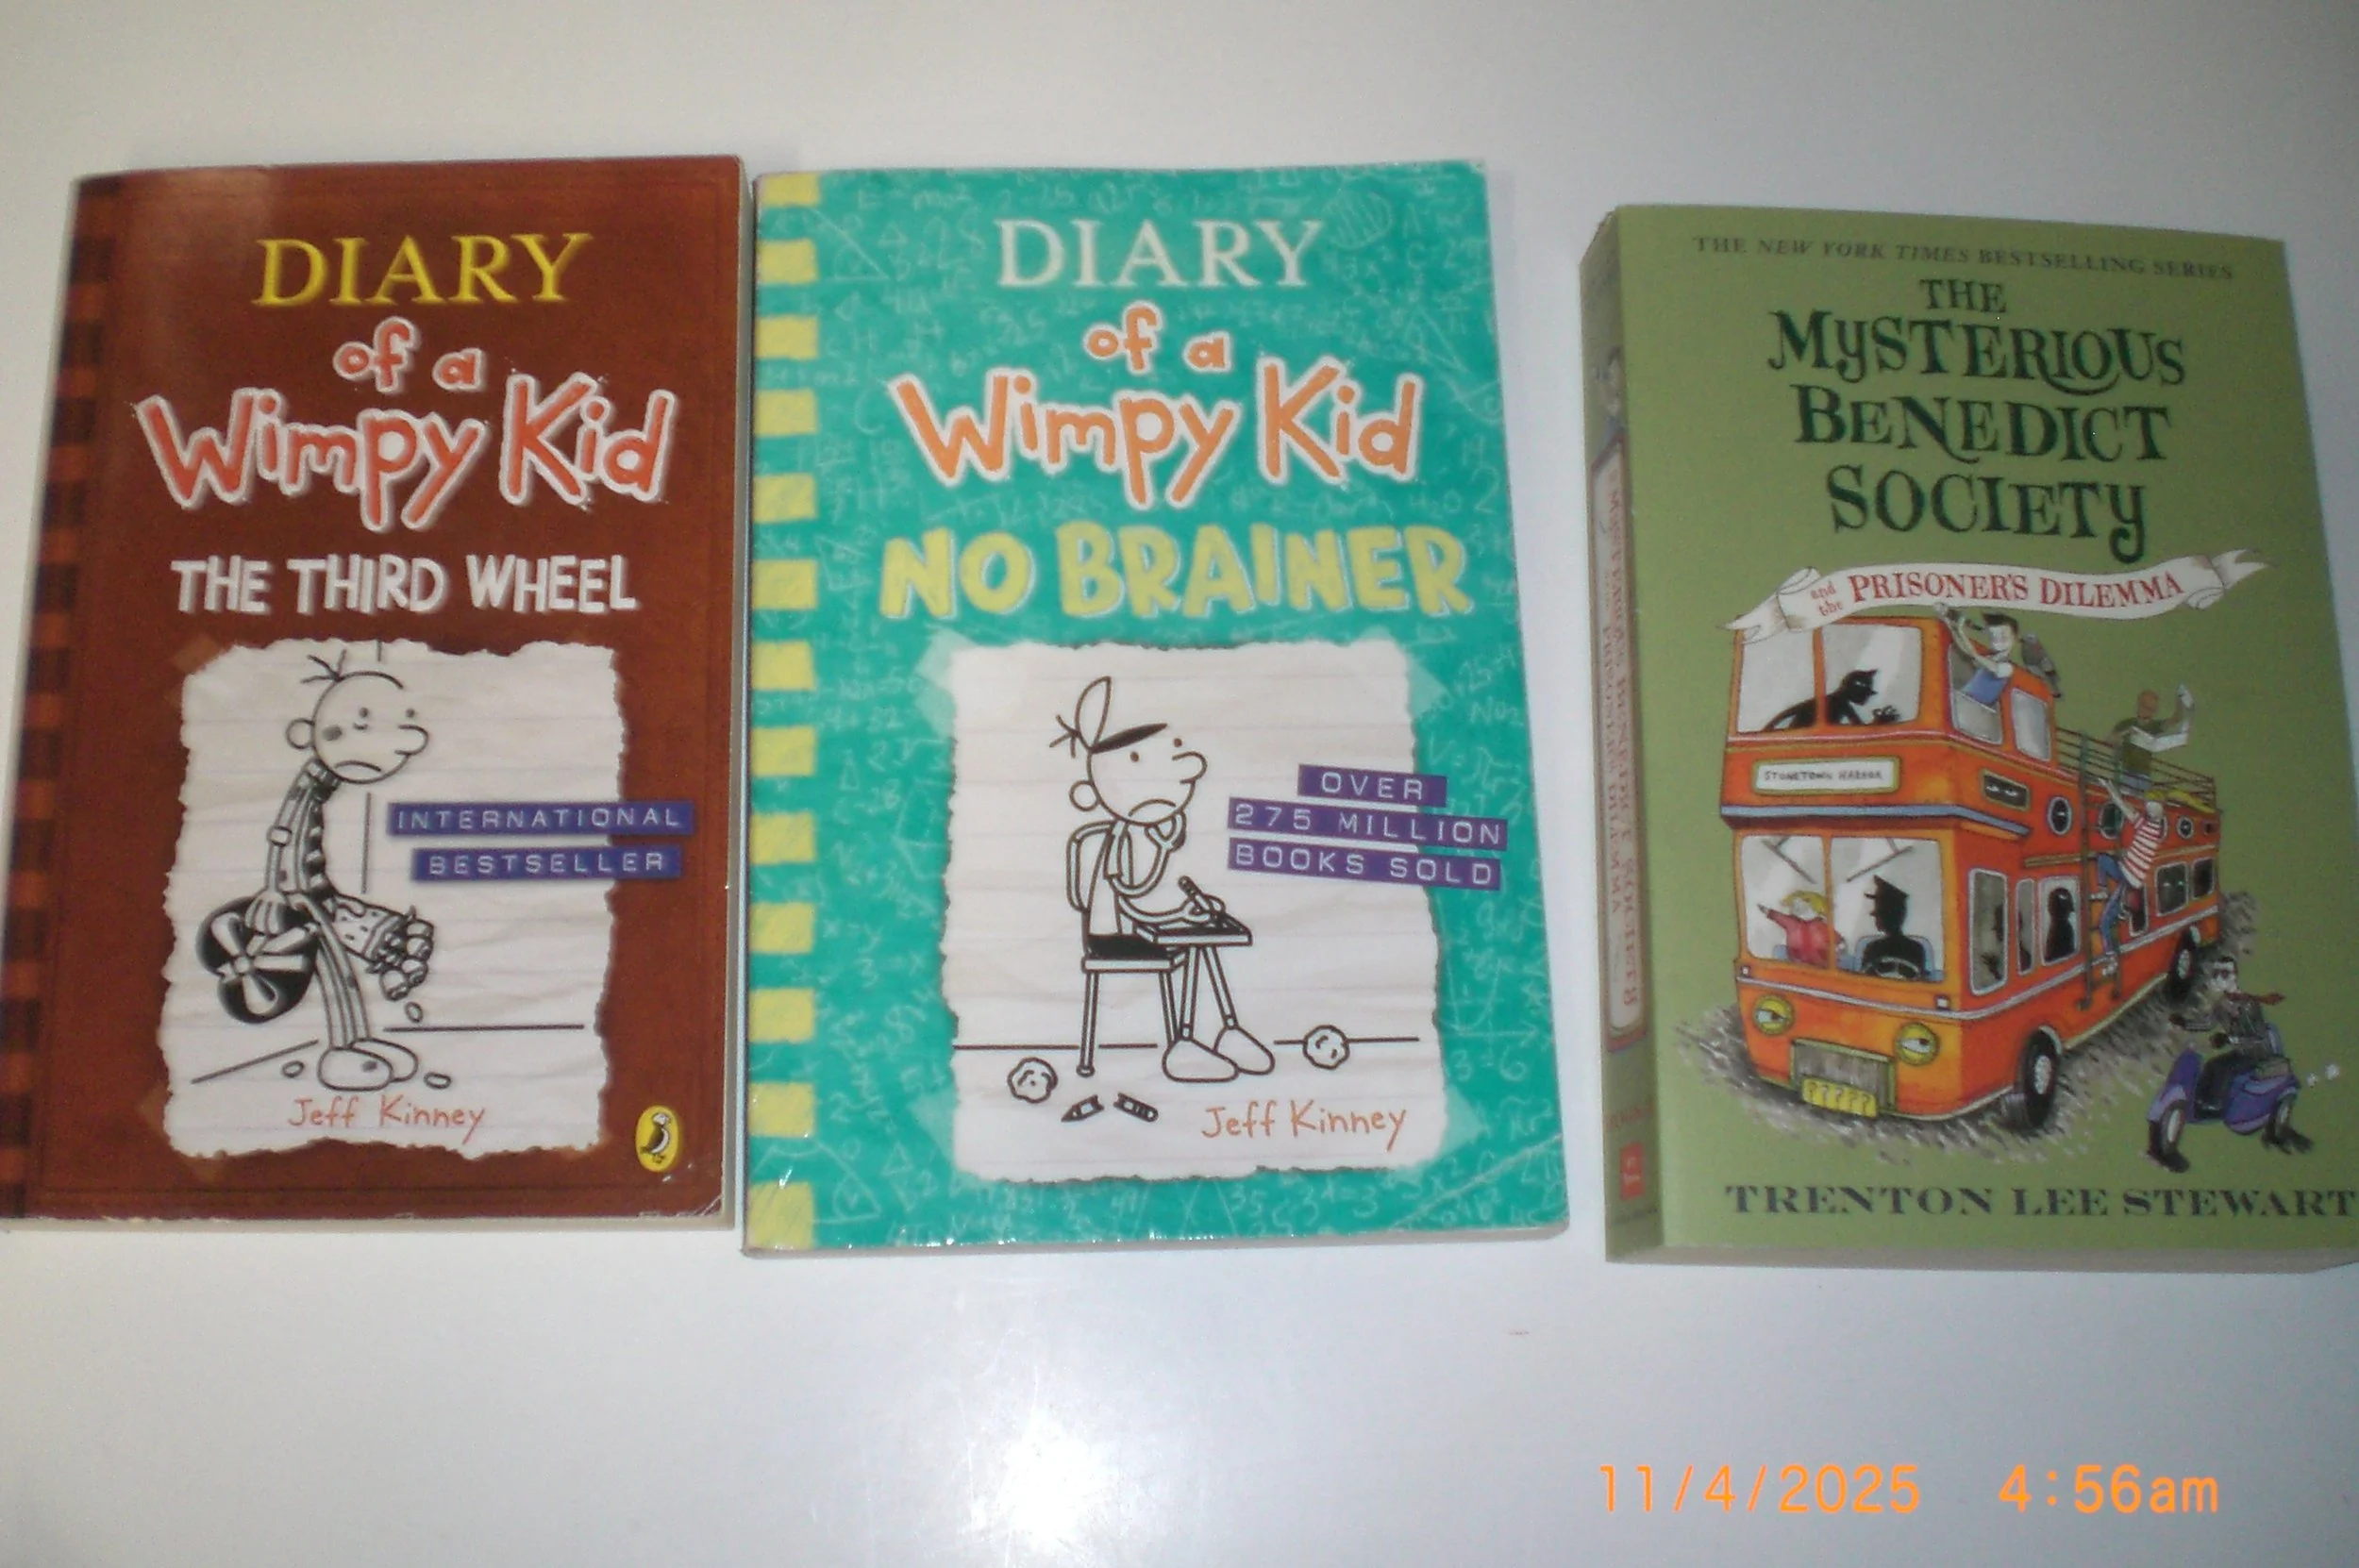 DIARY
of a
Wimpy Kid
THE THIRD WHEEL
INTERNATIONAL
BESTSELLER
Jeff Kinney
DIARY
of a
Wimpy Kid
NO BRAINER
OVER
275 MILLION
BOOKS SOLD
Jeff Kinney
THE NEW YORK TIMES BESTSELLING SERIES
THE
MYSTERIOUS
BENEDICT
SOCIETY
and the PRISONER'S DILEMMA
STONETOWN HARBOR
?????
TRENTON LEE STEWART
11/4/2025 4:56am